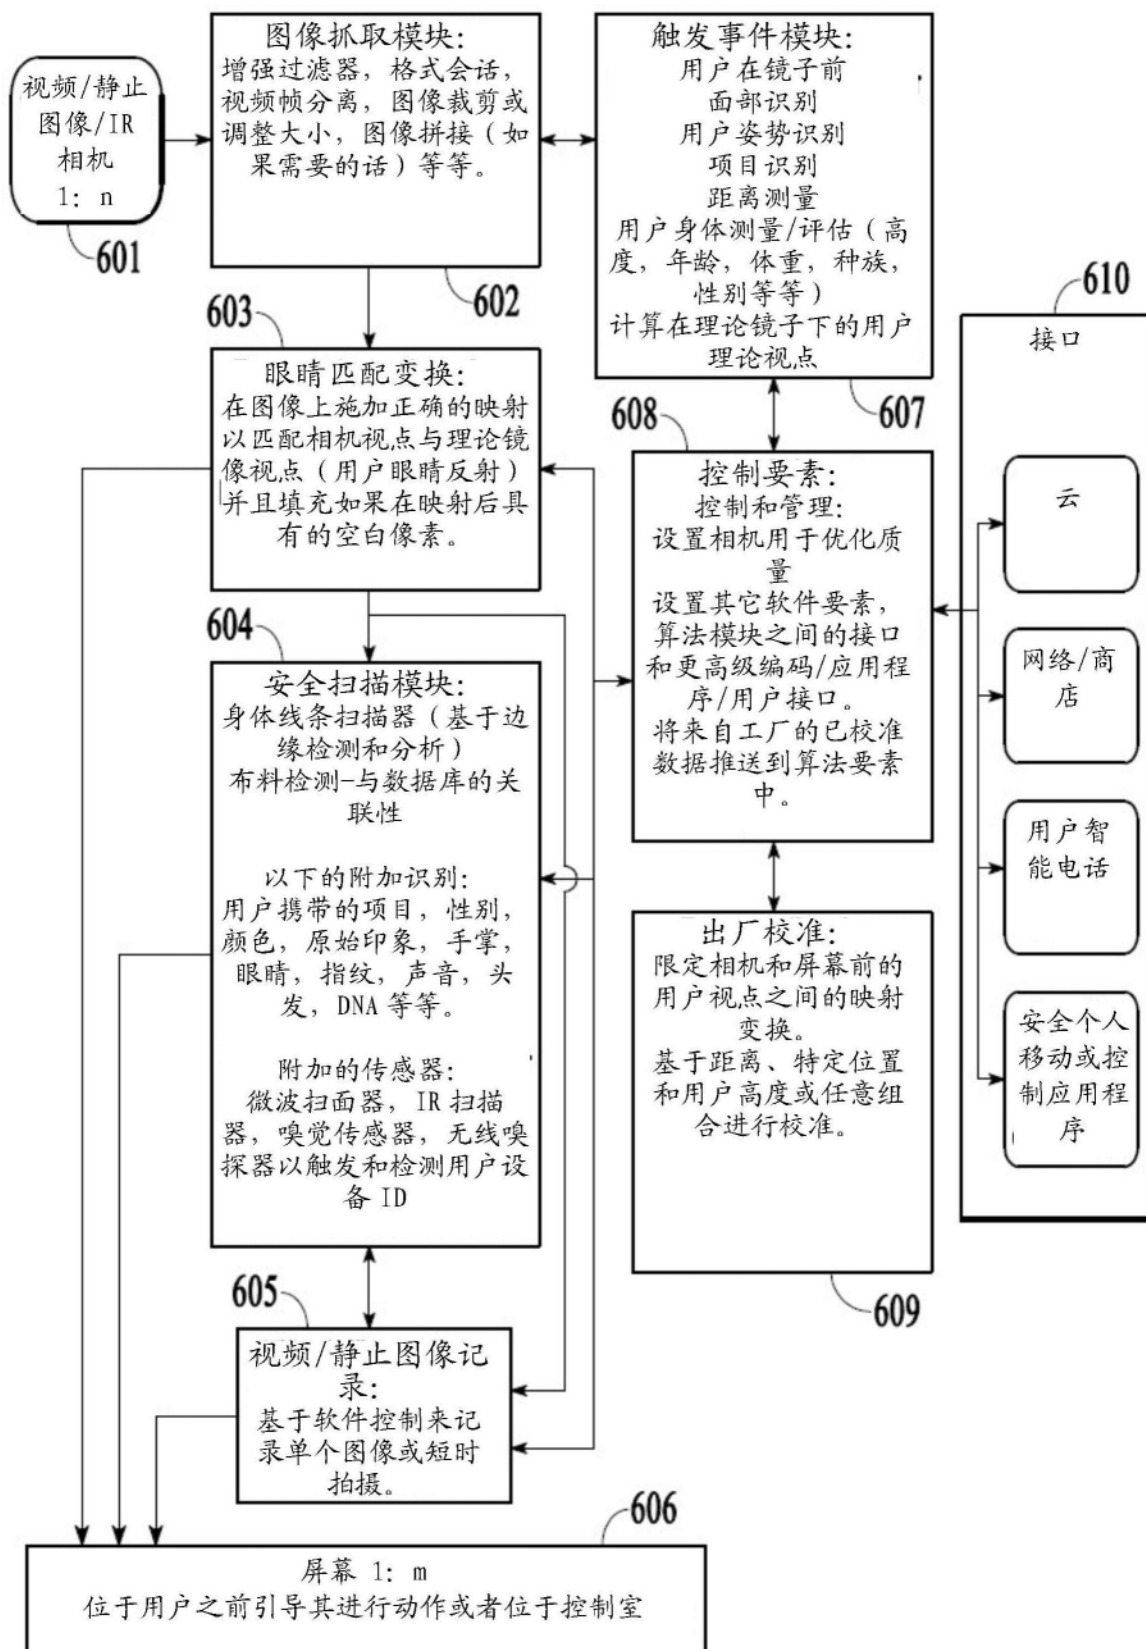 视频/静止
图像/IR
相机
1: n
601
图像抓取模块:
增强过滤器, 格式会话,
视频帧分离, 图像裁剪或
调整大小, 图像拼接(如
果需要的话)等等。
602
触发事件模块:
用户在镜子前
面部识别
用户姿势识别
项目识别
距离测量
用户身体测量/评估(高
度, 年龄, 体重, 种族,
性别等等)
计算在理论镜子下的用户
理论视点
607
603
眼睛匹配变换:
在图像上施加正确的映射
以匹配相机视点与理论镜
像视点(用户眼睛反射)
并且填充如果在映射后具
有的空白像素。
608
控制要素:
控制和管理:
设置相机用于优化质
量
设置其它软件要素,
算法模块之间的接口
和更高级编码/应用程
序/用户接口。
将来自工厂的已校准
数据推送到算法要素
中。
610
接口
云
网络/商
店
用户智
能电话
安全个人
移动或控
制应用程
序
604
安全扫描模块:
身体线条扫描器(基于边
缘检测和分析)
布料检测-与数据库的关
联性
以下的附加识别:
用户携带的项目, 性别,
颜色, 原始印象, 手掌,
眼睛, 指纹, 声音, 头
发, DNA 等等。
附加的传感器:
微波扫面器, IR 扫描
器, 嗅觉传感器, 无线嗅
探器以触发和检测用户设
备 ID
出厂校准:
限定相机和屏幕前的
用户视点之间的映射
变换。
基于距离、特定位置
和用户高度或任意组
合进行校准。
609
605
视频/静止图像记
录:
基于软件控制来记
录单个图像或短时
拍摄。
606
屏幕 1: m
位于用户之前引导其进行动作或者位于控制室